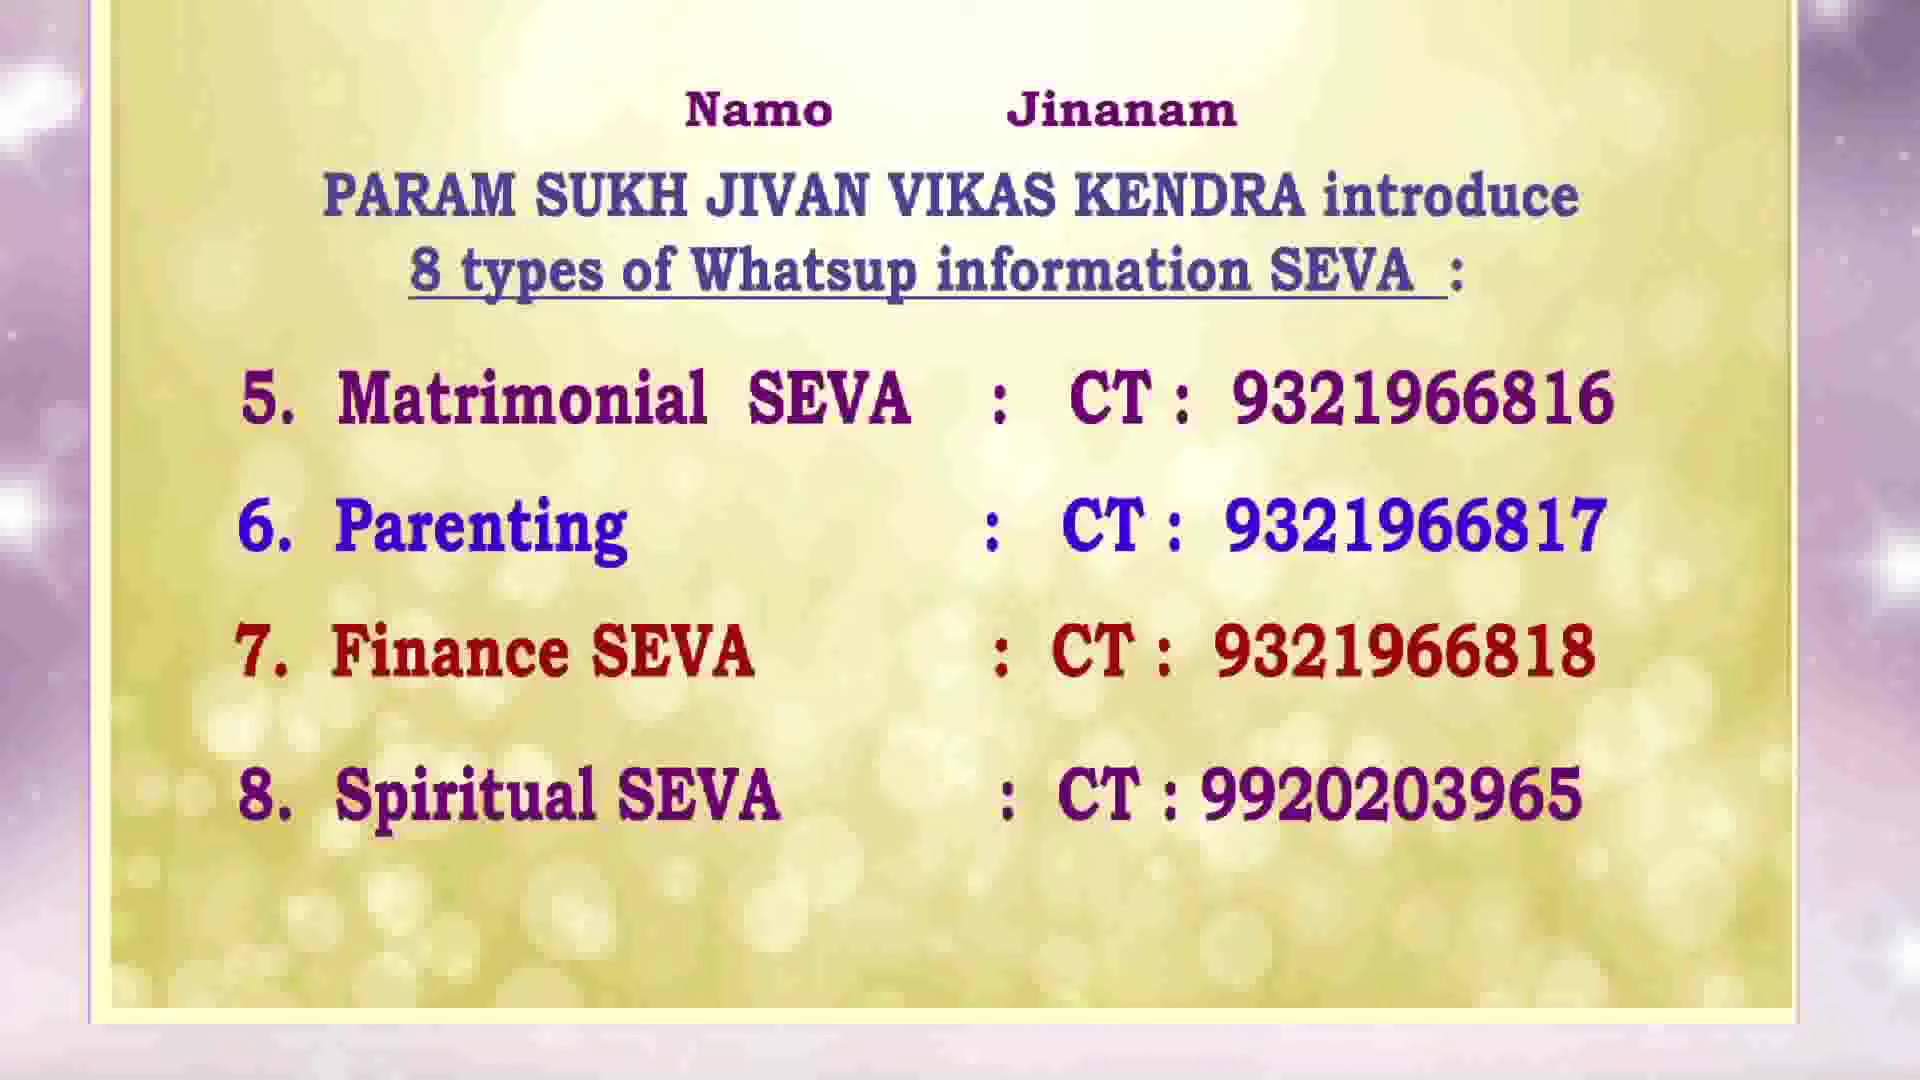 Namo Jinanam
PARAM SUKH JIVAN VIKAS KENDRA introduce
8 types of Whatsup information SEVA :
5. Matrimonial SEVA : CT : 9321966816
6. Parenting : CT : 9321966817
7. Finance SEVA : CT : 9321966818
8. Spiritual SEVA : CT : 9920203965